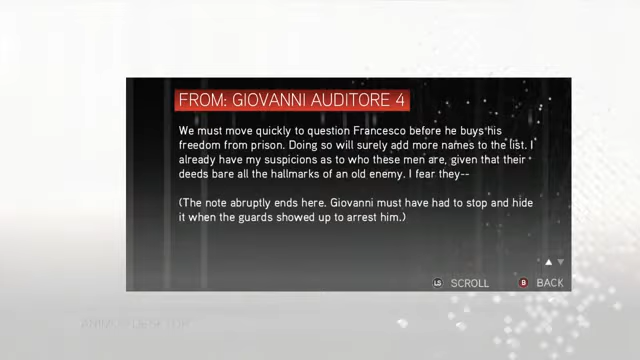 FROM: GIOVANNI AUDITORE 4
We must move quickly to question Francesco before he buys his
freedom from prison. Doing so will surely add more names to the list. I
already have my suspicions as to who these men are, given that their
deeds bare all the hallmarks of an old enemy. I fear they--
(The note abruptly ends here. Giovanni must have had to stop and hide
it when the guards showed up to arrest him.)
LS SCROLL B BACK
ANIMUS DESKTOP